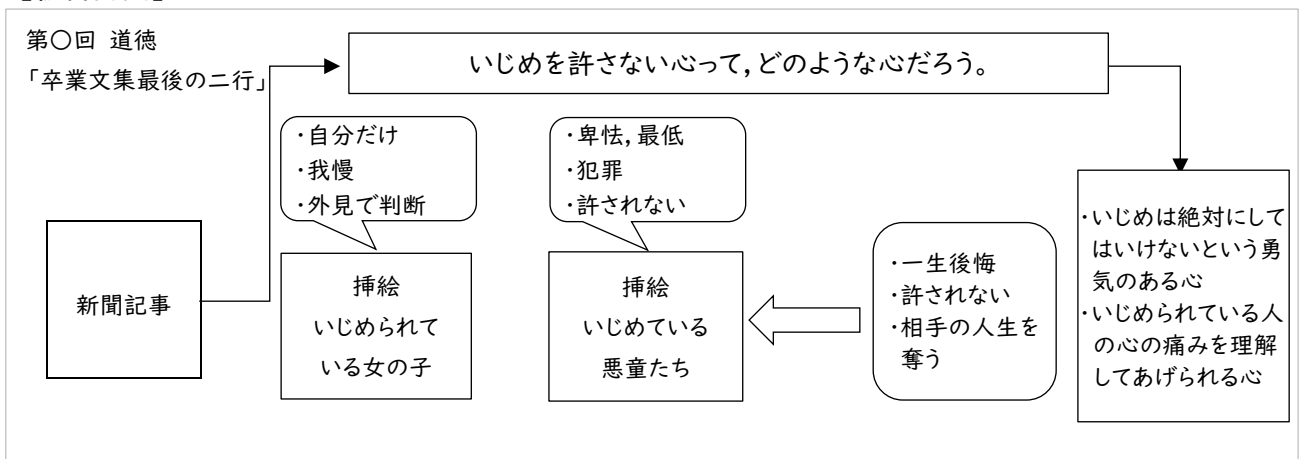 第〇回 道徳
「卒業文集最後の二行」
いじめを許さない心って,どのような心だろう。
・自分だけ
・我慢
・外見で判断
・卑怯,最低
・犯罪
・許されない
新聞記事
挿絵
いじめられて
いる女の子
挿絵
いじめている
悪童たち
・一生後悔
・許されない
・相手の人生を
奪う
・いじめは絶対にして
はいけないという勇
気のある心
・いじめられている人
の心の痛みを理解
してあげられる心